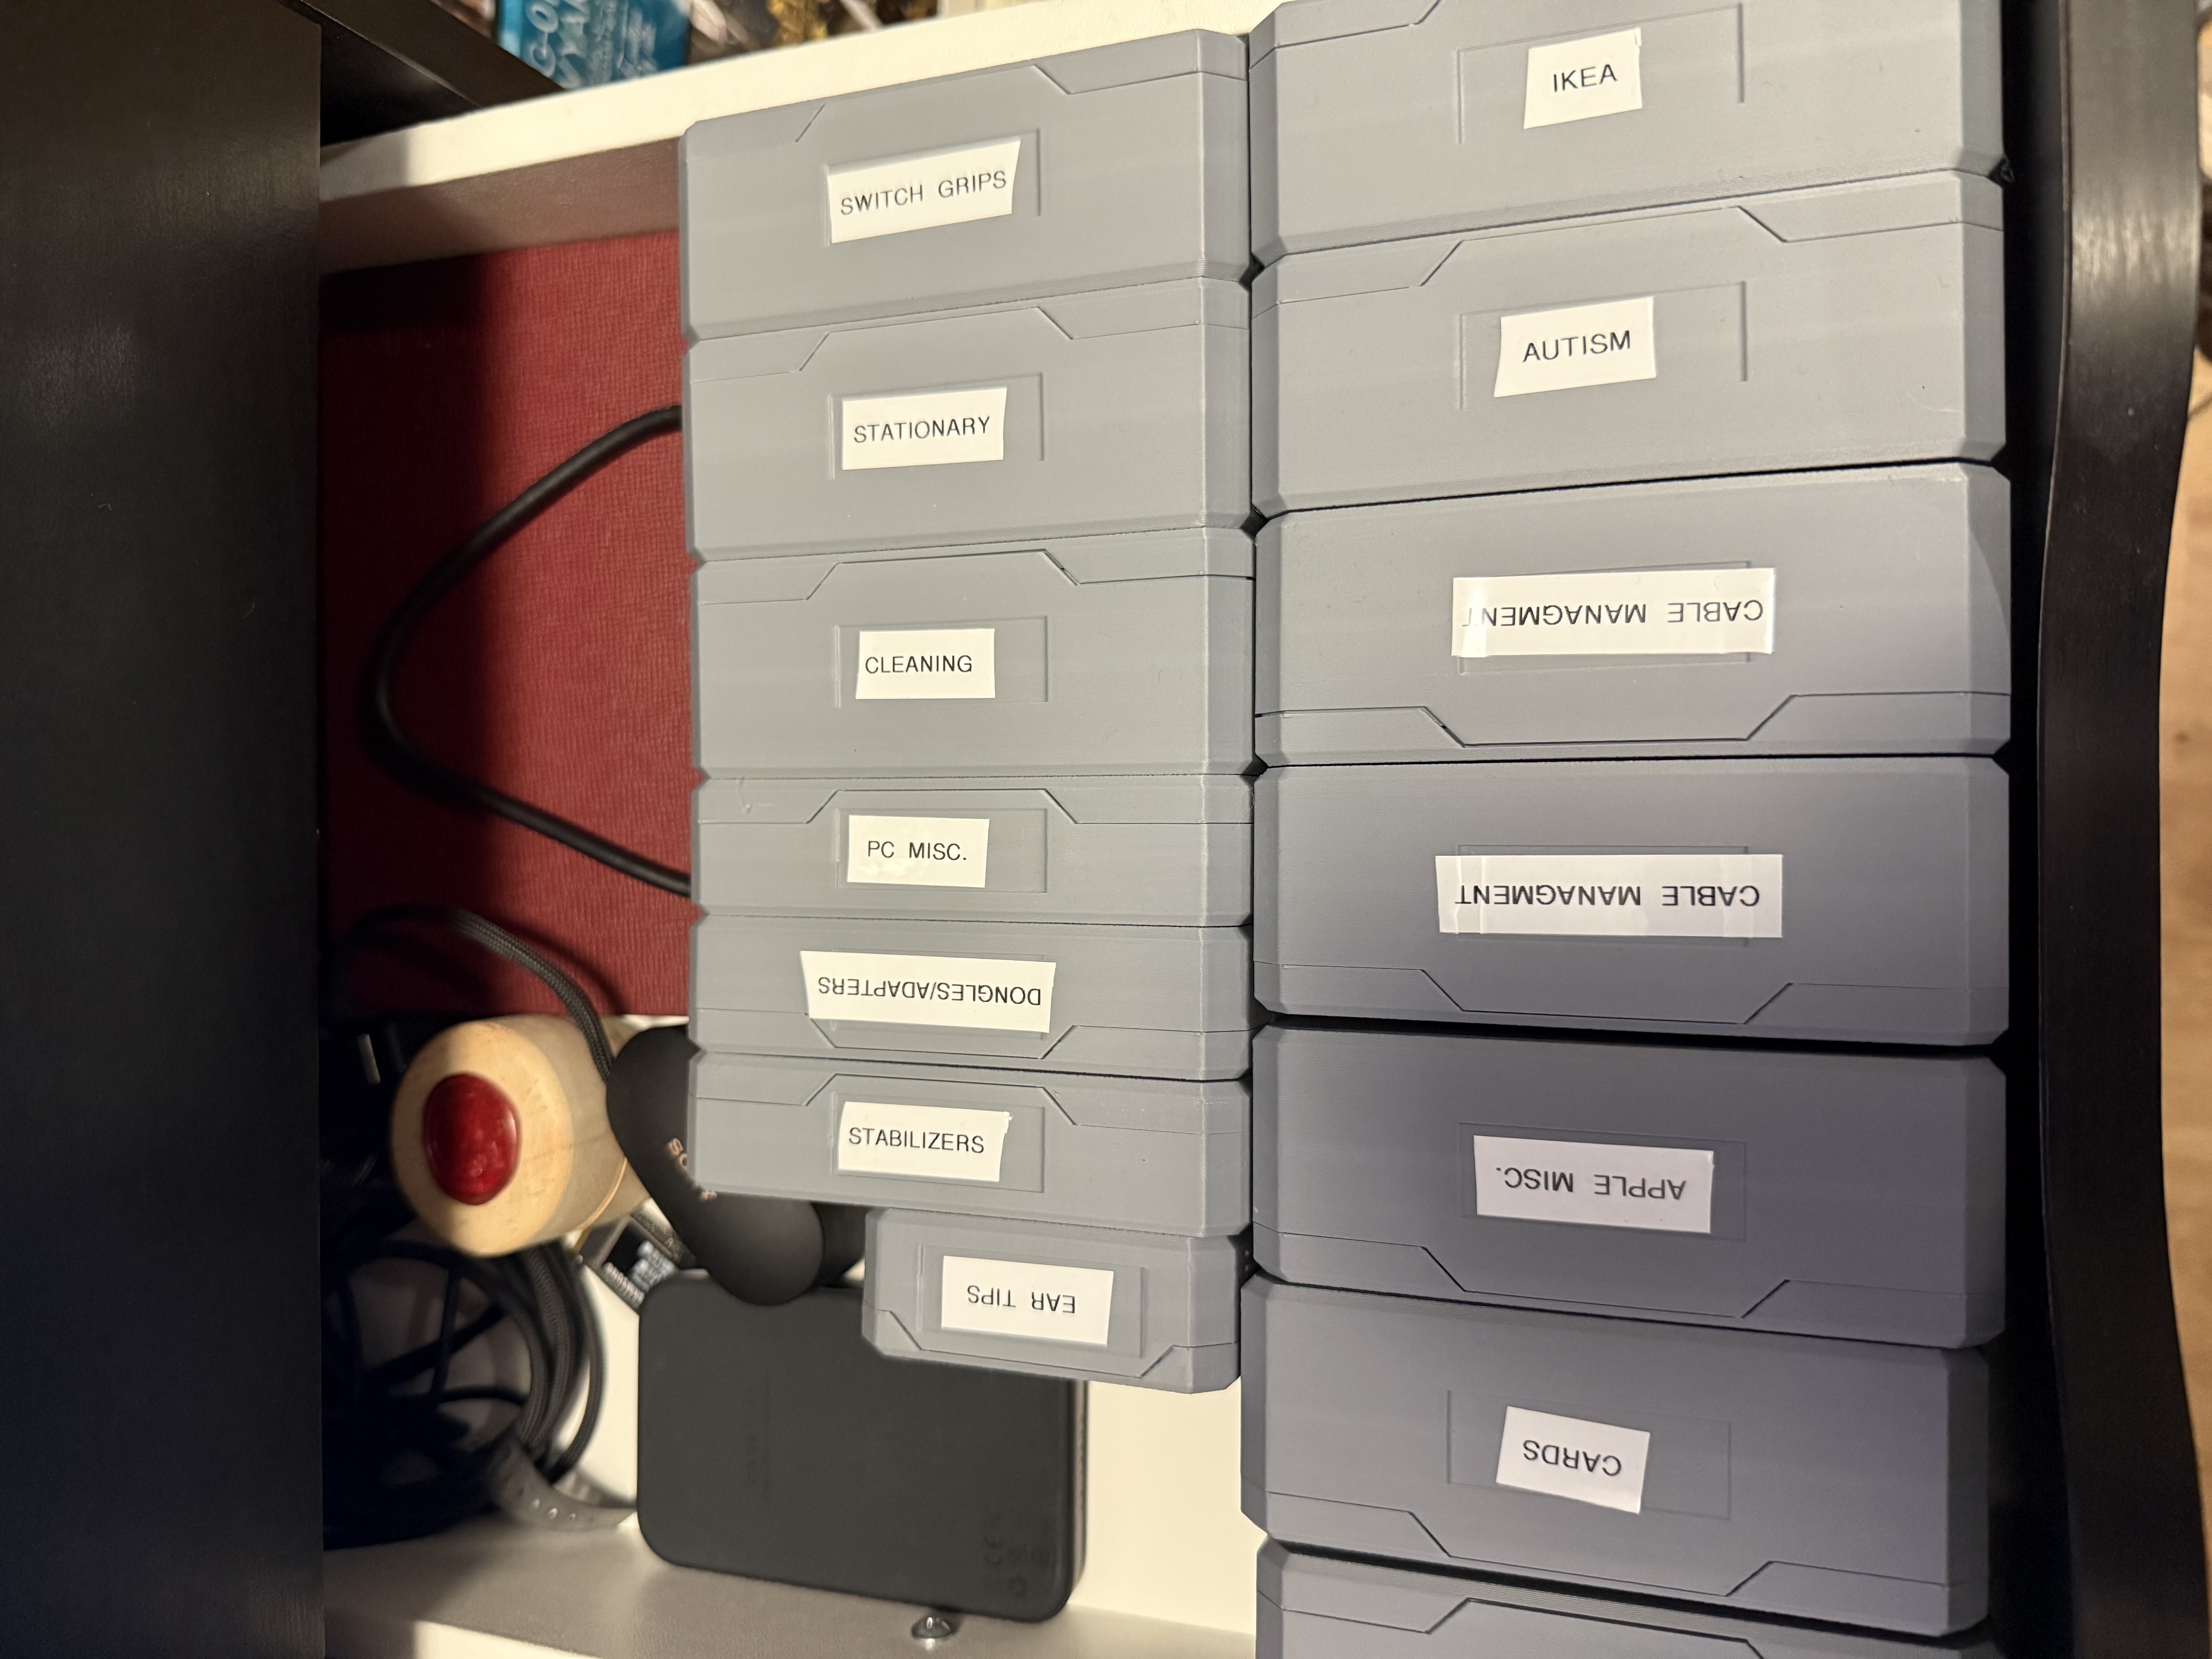 SONY
EAR TIPS
STABILIZERS
DONGLES/ADAPTERS
PC MISC.
CLEANING
STATIONARY
SWITCH GRIPS
CARDS
APPLE MISC.
CABLE MANAGMENT
CABLE MANAGMENT
AUTISM
IKEA